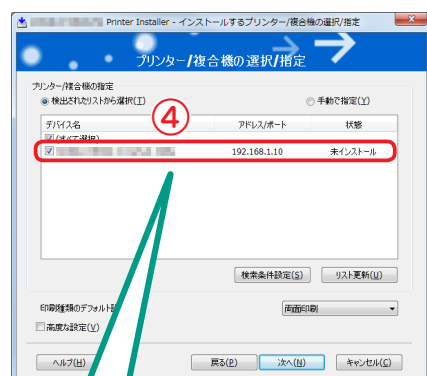 Printer Installer - インストールするプリンター/複合機の選択/指定
プリンター/複合機の選択/指定
プリンター/複合機の指定
検出されたリストから選択(I) 手動で指定(Y)
④
デバイス名 アドレス/ポート 状態
(すべて選択)
192.168.1.10 未インストール
検索条件設定(S) リスト更新(U)
印刷種類のデフォルト 両面印刷
高度な設定(V)
ヘルプ(H) 戻る(P) 次へ(N) キャンセル(C)